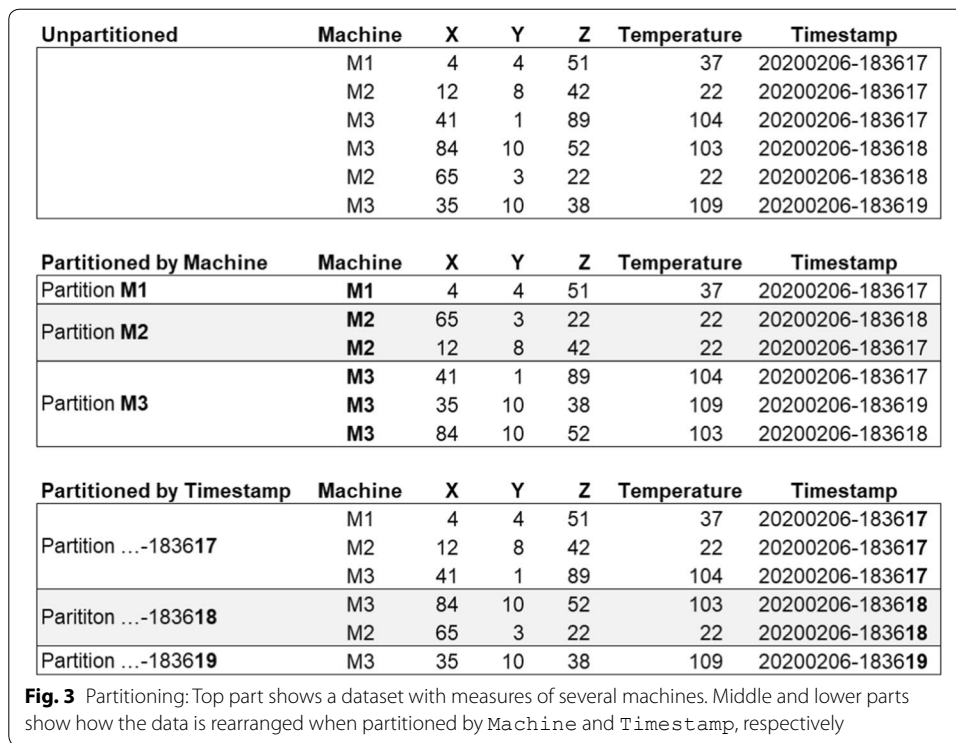 Unpartitioned Machine X Y Z Temperature Timestamp
M1 4 4 51 37 20200206-183617
M2 12 8 42 22 20200206-183617
M3 41 1 89 104 20200206-183617
M3 84 10 52 103 20200206-183618
M2 65 3 22 22 20200206-183618
M3 35 10 38 109 20200206-183619
Partitioned by Machine Machine X Y Z Temperature Timestamp
Partition M1 M1 4 4 51 37 20200206-183617
Partition M2 M2 65 3 22 22 20200206-183618
M2 12 8 42 22 20200206-183617
M3 41 1 89 104 20200206-183617
Partition M3 M3 35 10 38 109 20200206-183619
M3 84 10 52 103 20200206-183618
Partitioned by Timestamp Machine X Y Z Temperature Timestamp
M1 4 4 51 37 20200206-183617
Partition ...-183617 M2 12 8 42 22 20200206-183617
M3 41 1 89 104 20200206-183617
Parititon ...-183618 M3 84 10 52 103 20200206-183618
M2 65 3 22 22 20200206-183618
Partition ...-183619 M3 35 10 38 109 20200206-183619
Fig. 3 Partitioning: Top part shows a dataset with measures of several machines. Middle and lower parts
show how the data is rearranged when partitioned by Machine and Timestamp, respectively